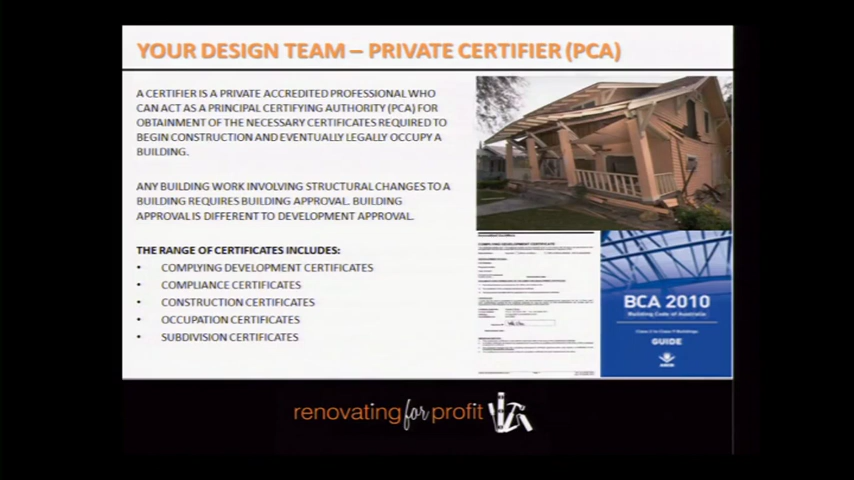 YOUR DESIGN TEAM – PRIVATE CERTIFIER (PCA)
A CERTIFIER IS A PRIVATE ACCREDITED PROFESSIONAL WHO
CAN ACT AS A PRINCIPAL CERTIFYING AUTHORITY (PCA) FOR
OBTAINMENT OF THE NECESSARY CERTIFICATES REQUIRED TO
BEGIN CONSTRUCTION AND EVENTUALLY LEGALLY OCCUPY A
BUILDING.
ANY BUILDING WORK INVOLVING STRUCTURAL CHANGES TO A
BUILDING REQUIRES BUILDING APPROVAL. BUILDING
APPROVAL IS DIFFERENT TO DEVELOPMENT APPROVAL.
THE RANGE OF CERTIFICATES INCLUDES:
• COMPLYING DEVELOPMENT CERTIFICATES
• COMPLIANCE CERTIFICATES
• CONSTRUCTION CERTIFICATES
• OCCUPATION CERTIFICATES
• SUBDIVISION CERTIFICATES
COMPLYING DEVELOPMENT CERTIFICATE
BCA 2010
Building Code of Australia
GUIDE
renovating for profit